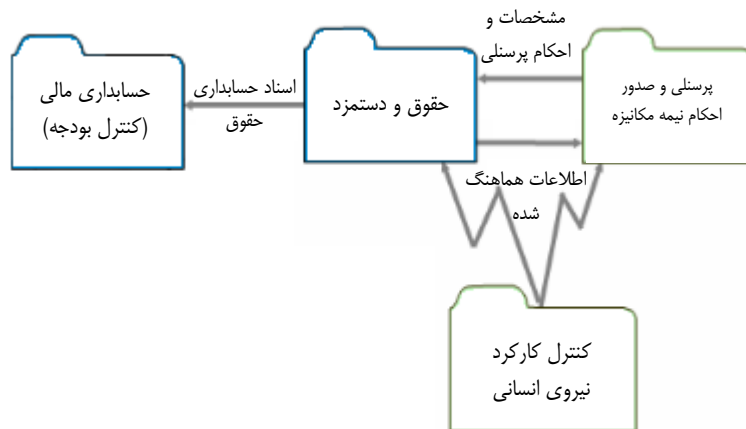 مشخصات و
احکام پرسنلی
پرسنلی و صدور
احکام نیمه مکانیزه
حقوق و دستمزد
اسناد حسابداری
حقوق
حسابداری مالی
(کنترل بودجه)
اطلاعات هماهنگ
شده
کنترل کارکرد
نیروی انسانی